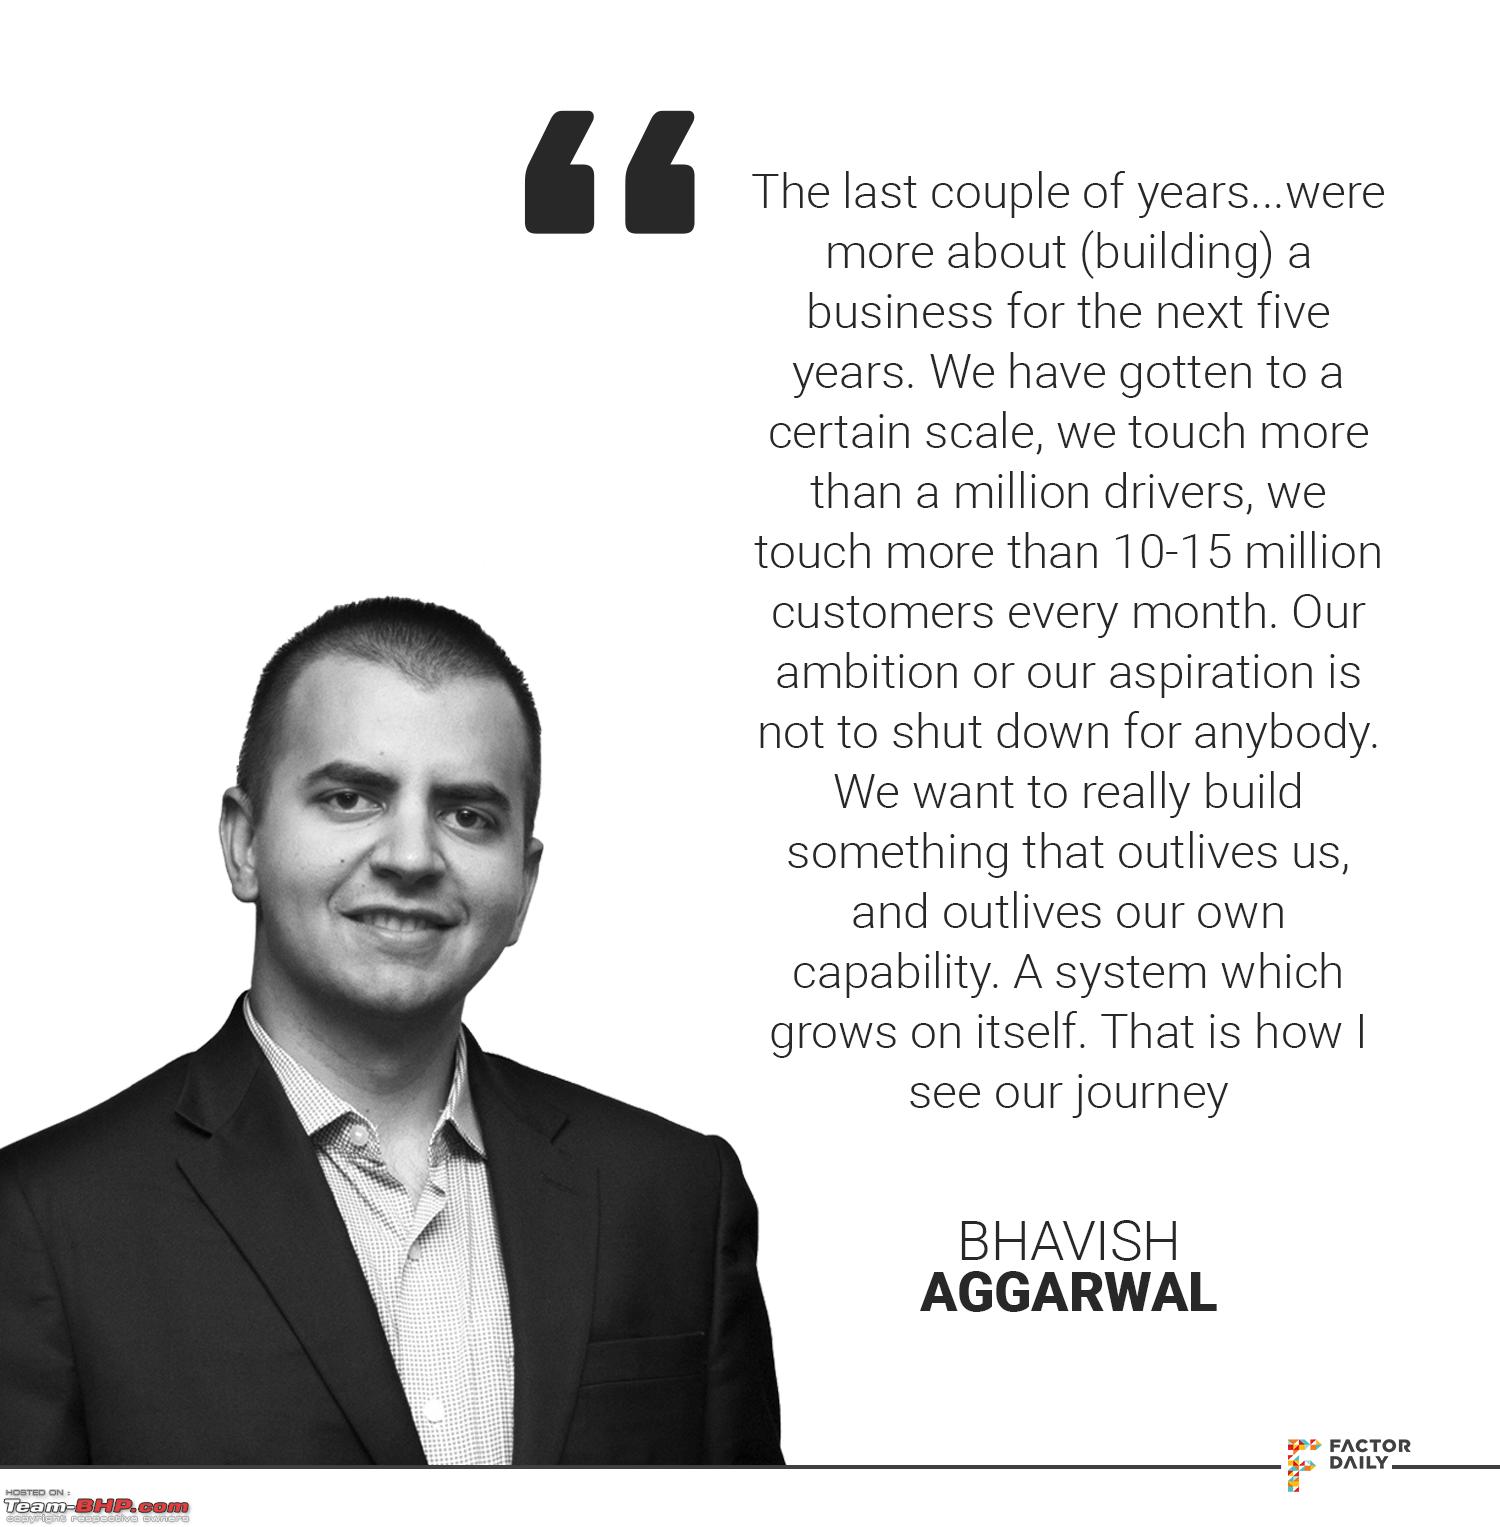 “
The last couple of years...were
more about (building) a
business for the next five
years. We have gotten to a
certain scale, we touch more
than a million drivers, we
touch more than 10-15 million
customers every month. Our
ambition or our aspiration is
not to shut down for anybody.
We want to really build
something that outlives us,
and outlives our own
capability. A system which
grows on itself. That is how I
see our journey
BHAVISH
AGGARWAL
FACTOR
DAILY
HOSTED ON :
Team-BHP.com
copyright respective owners